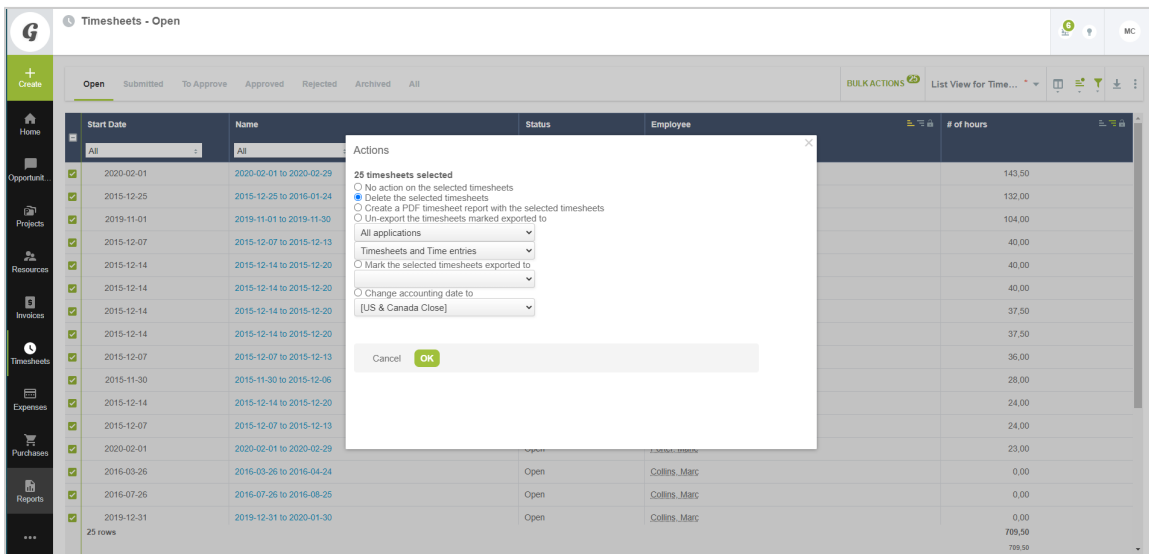 G
Timesheets - Open
6
MC
Create
Home
Opportunit...
Projects
Resources
Invoices
Timesheets
Expenses
Purchases
Reports
Open Submitted To Approve Approved Rejected Archived All
BULK ACTIONS 25 List View for Time... *
Start Date Name Status Employee # of hours
All All
Actions
25 timesheets selected
No action on the selected timesheets
Delete the selected timesheets
Create a PDF timesheet report with the selected timesheets
Un-export the timesheets marked exported to
All applications
Timesheets and Time entries
Mark the selected timesheets exported to
Change accounting date to
[US & Canada Close]
Cancel OK
2020-02-01 2020-02-01 to 2020-02-29 143,50
2015-12-25 2015-12-25 to 2016-01-24 132,00
2019-11-01 2019-11-01 to 2019-11-30 104,00
2015-12-07 2015-12-07 to 2015-12-13 40,00
2015-12-14 2015-12-14 to 2015-12-20 40,00
2015-12-14 2015-12-14 to 2015-12-20 40,00
2015-12-14 2015-12-14 to 2015-12-20 37,50
2015-12-14 2015-12-14 to 2015-12-20 37,50
2015-12-07 2015-12-07 to 2015-12-13 36,00
2015-11-30 2015-11-30 to 2015-12-06 28,00
2015-12-14 2015-12-14 to 2015-12-20 24,00
2015-12-07 2015-12-07 to 2015-12-13 24,00
2020-02-01 2020-02-01 to 2020-02-29 Open 23,00
2016-03-26 2016-03-26 to 2016-04-24 Open Collins, Marc 0,00
2016-07-26 2016-07-26 to 2016-08-25 Open Collins, Marc 0,00
2019-12-31 2019-12-31 to 2020-01-30 Open Collins, Marc 0,00
25 rows 709,50
709,50